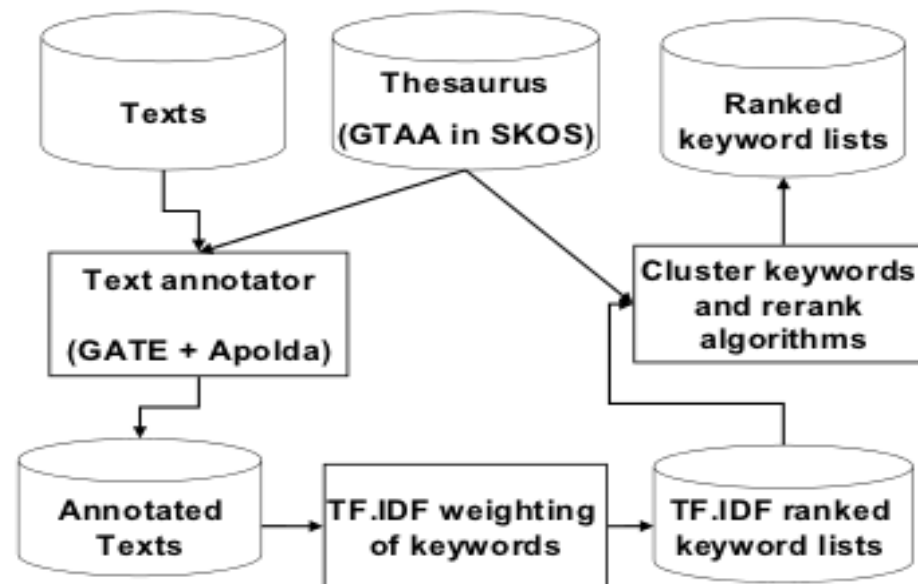 Texts
Thesaurus
(GTAA in SKOS)
Ranked
keyword lists
Text annotator
(GATE + Apolda)
Cluster keywords
and rerank
algorithms
Annotated
Texts
TF.IDF weighting
of keywords
TF.IDF ranked
keyword lists